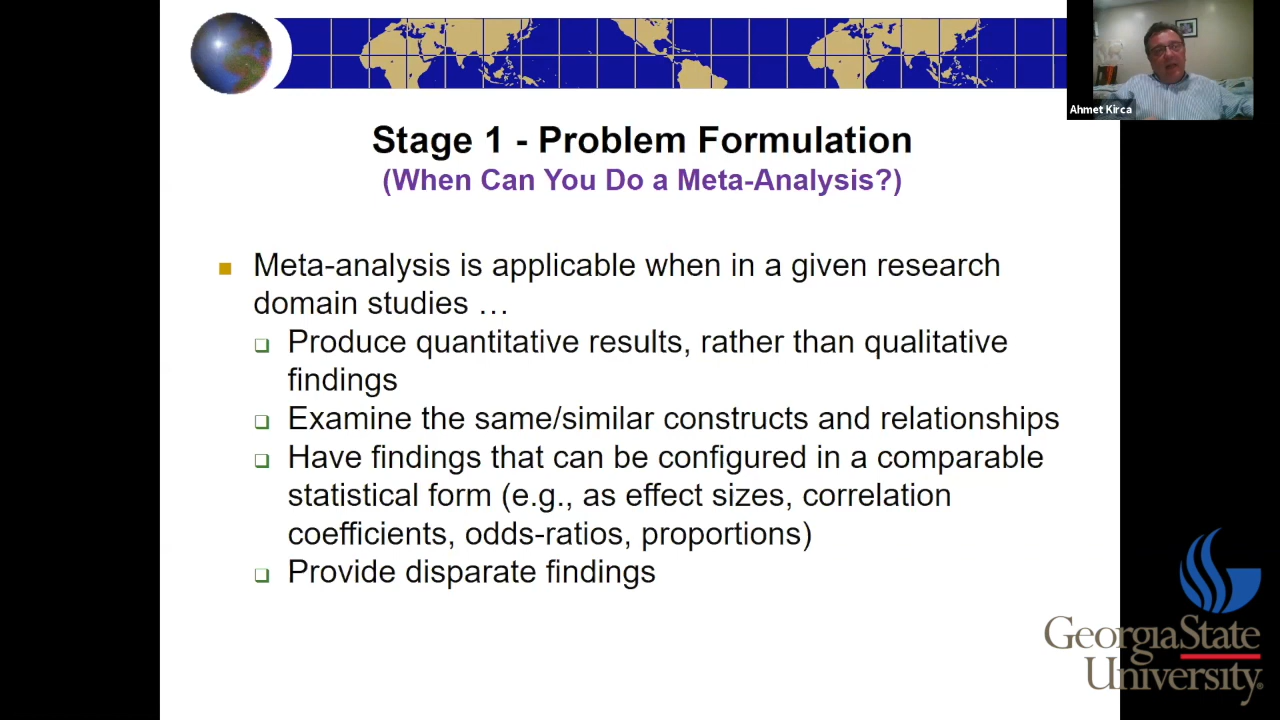 Ahmet Kirca
Stage 1 - Problem Formulation
(When Can You Do a Meta-Analysis?)
Meta-analysis is applicable when in a given research
domain studies …
Produce quantitative results, rather than qualitative
findings
Examine the same/similar constructs and relationships
Have findings that can be configured in a comparable
statistical form (e.g., as effect sizes, correlation
coefficients, odds-ratios, proportions)
Provide disparate findings
GeorgiaState
University®